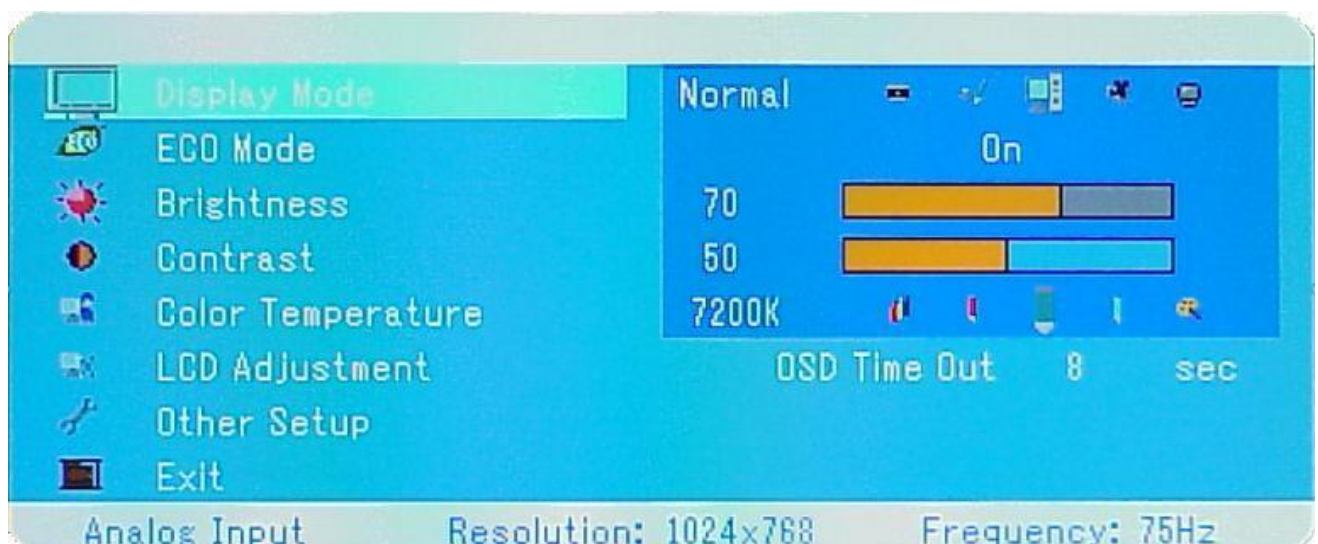 Display Mode Normal
ECO
ECO Mode On
Brightness 70
Contrast 50
Color Temperature 7200K
LCD Adjustment OSD Time Out 8 sec
Other Setup
Exit
Analog Input Resolution: 1024x768 Frequency: 75Hz